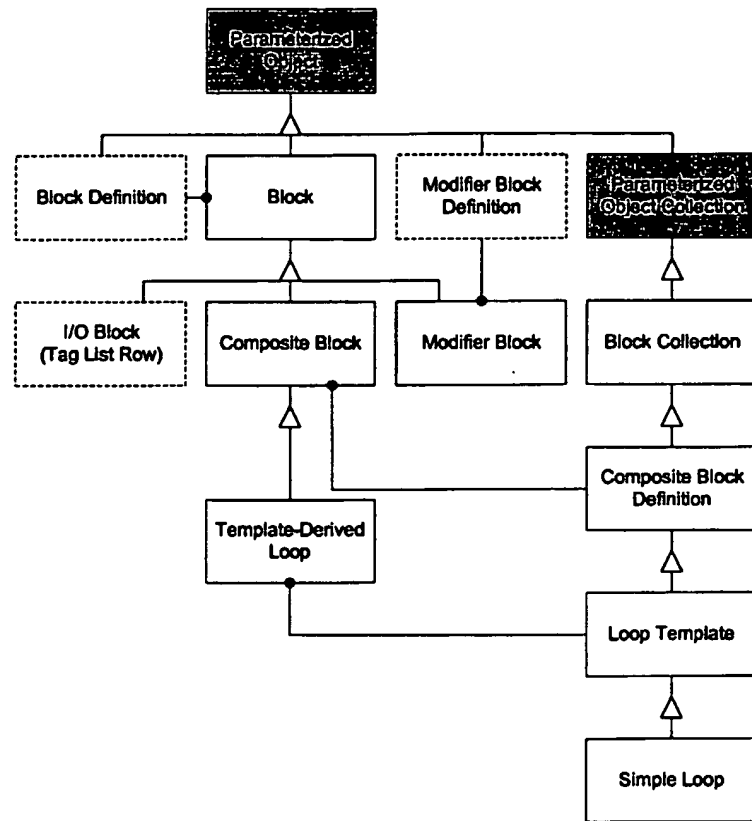 Parameterized
Object
Block Definition
Block
Modifier Block
Definition
Parameterized
Object Collection
I/O Block
(Tag List Row)
Composite Block
Modifier Block
Block Collection
Composite Block
Definition
Template-Derived
Loop
Loop Template
Simple Loop